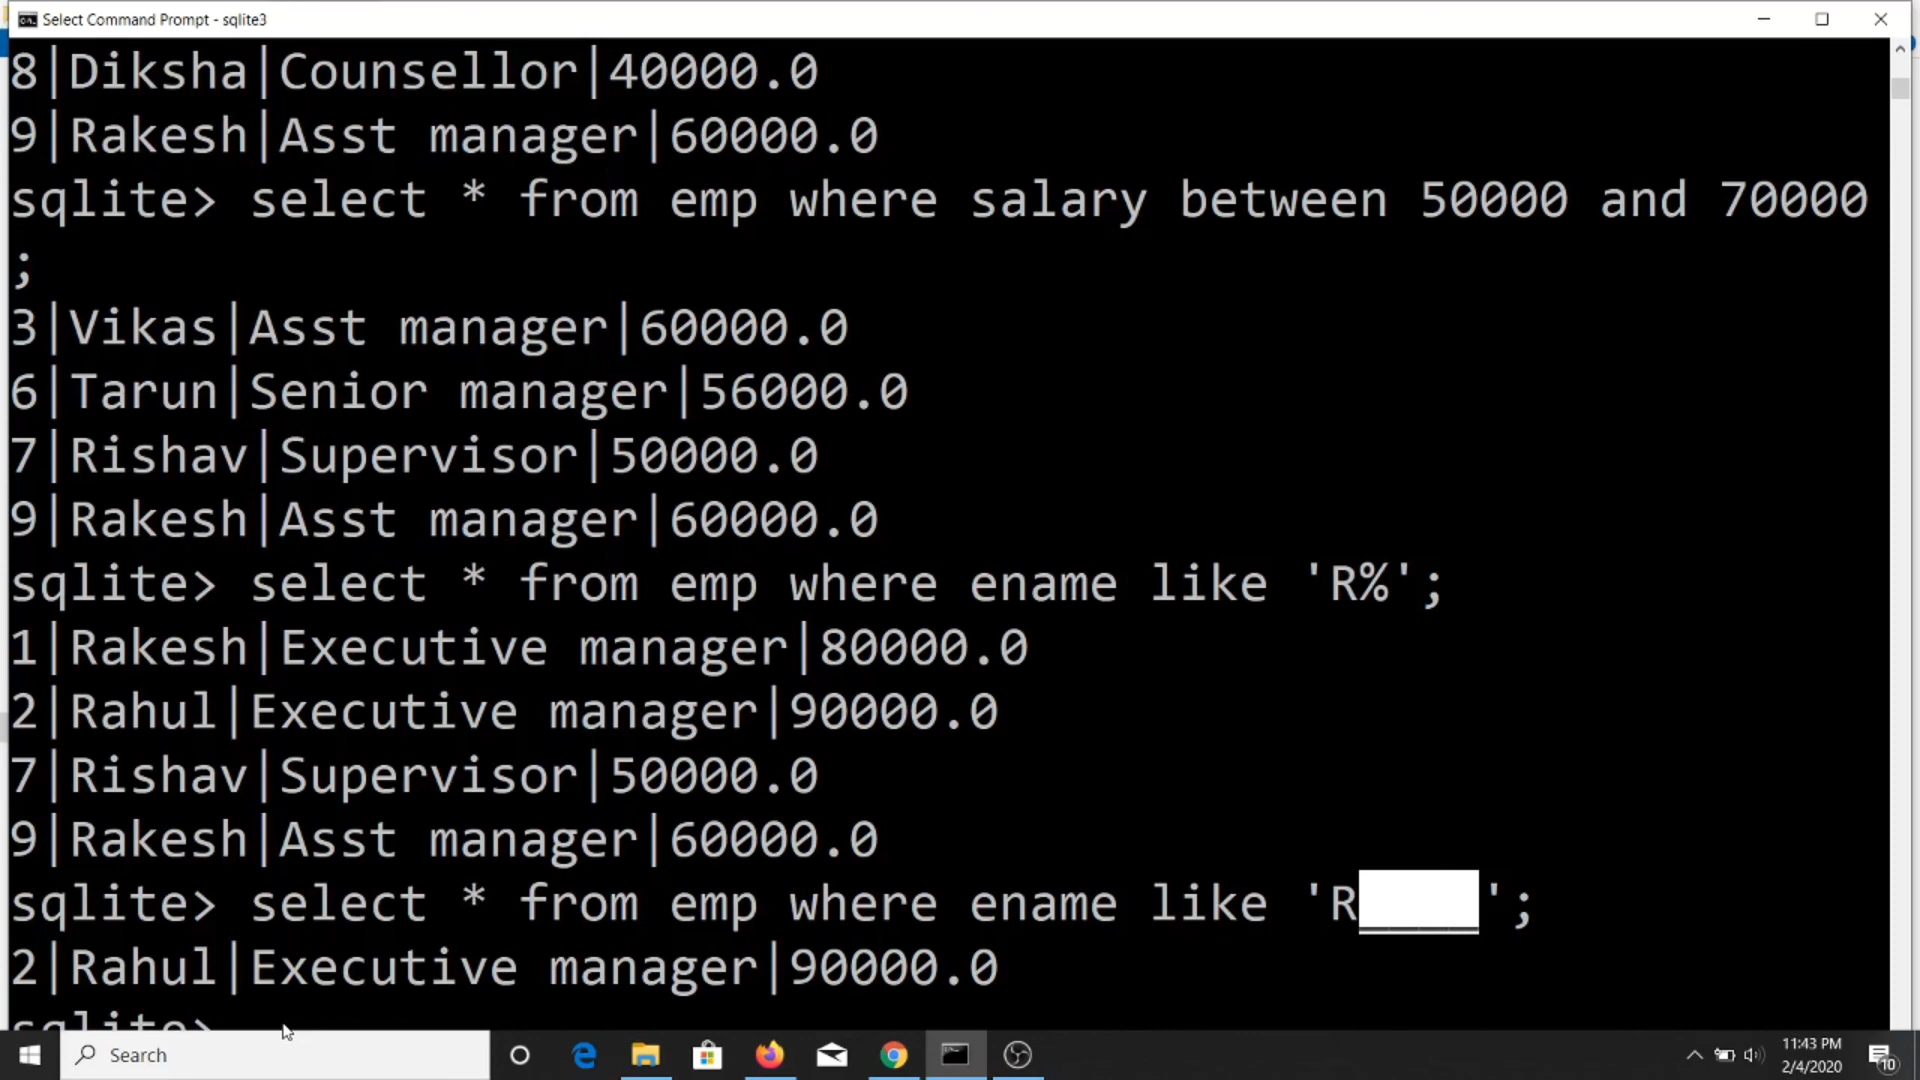 Select Command Prompt - sqlite3
8|Diksha|Counsellor|40000.0
9|Rakesh|Asst manager|60000.0
sqlite> select * from emp where salary between 50000 and 70000
;
3|Vikas|Asst manager|60000.0
6|Tarun|Senior manager|56000.0
7|Rishav|Supervisor|50000.0
9|Rakesh|Asst manager|60000.0
sqlite> select * from emp where ename like 'R%';
1|Rakesh|Executive manager|80000.0
2|Rahul|Executive manager|90000.0
7|Rishav|Supervisor|50000.0
9|Rakesh|Asst manager|60000.0
sqlite> select * from emp where ename like 'R____';
2|Rahul|Executive manager|90000.0
sqlite>
Search
11:43 PM
2/4/2020
10